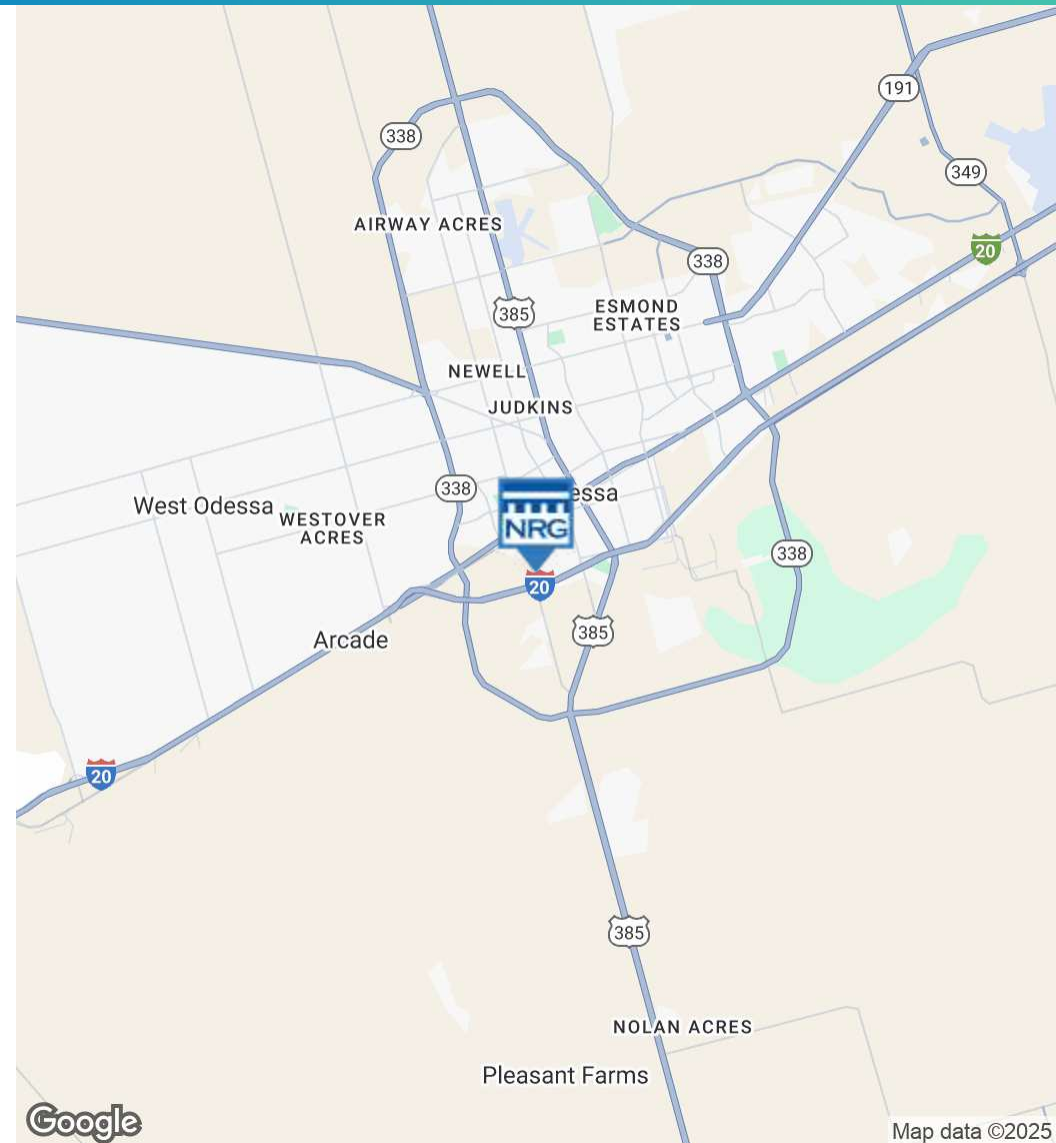 191
338
349
AIRWAY ACRES
20
338
385
ESMOND
ESTATES
NEWELL
JUDKINS
338
West Odessa
essa
WESTOVER
ACRES
NRG
338
20
385
Arcade
20
385
NOLAN ACRES
Pleasant Farms
Google
Map data ©2025